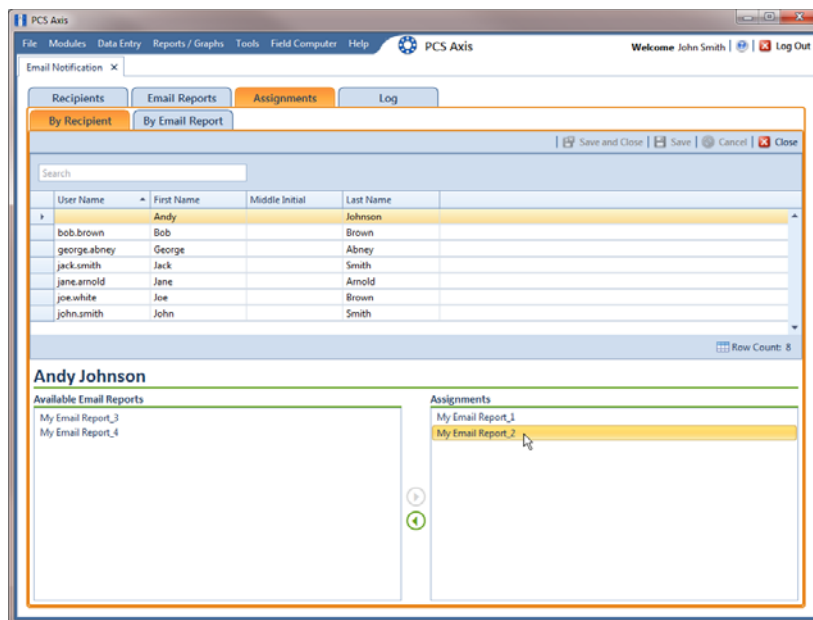 PCS Axis
File Modules Data Entry Reports / Graphs Tools Field Computer Help PCS Axis Welcome John Smith Log Out
Email Notification
Recipients Email Reports Assignments Log
By Recipient By Email Report
Save and Close Save Cancel Close
Search
User Name First Name Middle Initial Last Name
Andy Johnson
bob.brown Bob Brown
george.abney George Abney
jack.smith Jack Smith
jane.arnold Jane Arnold
joe.white Joe Brown
john.smith John Smith
Row Count: 8
Andy Johnson
Available Email Reports Assignments
My Email Report_3 My Email Report_1
My Email Report_4 My Email Report_2